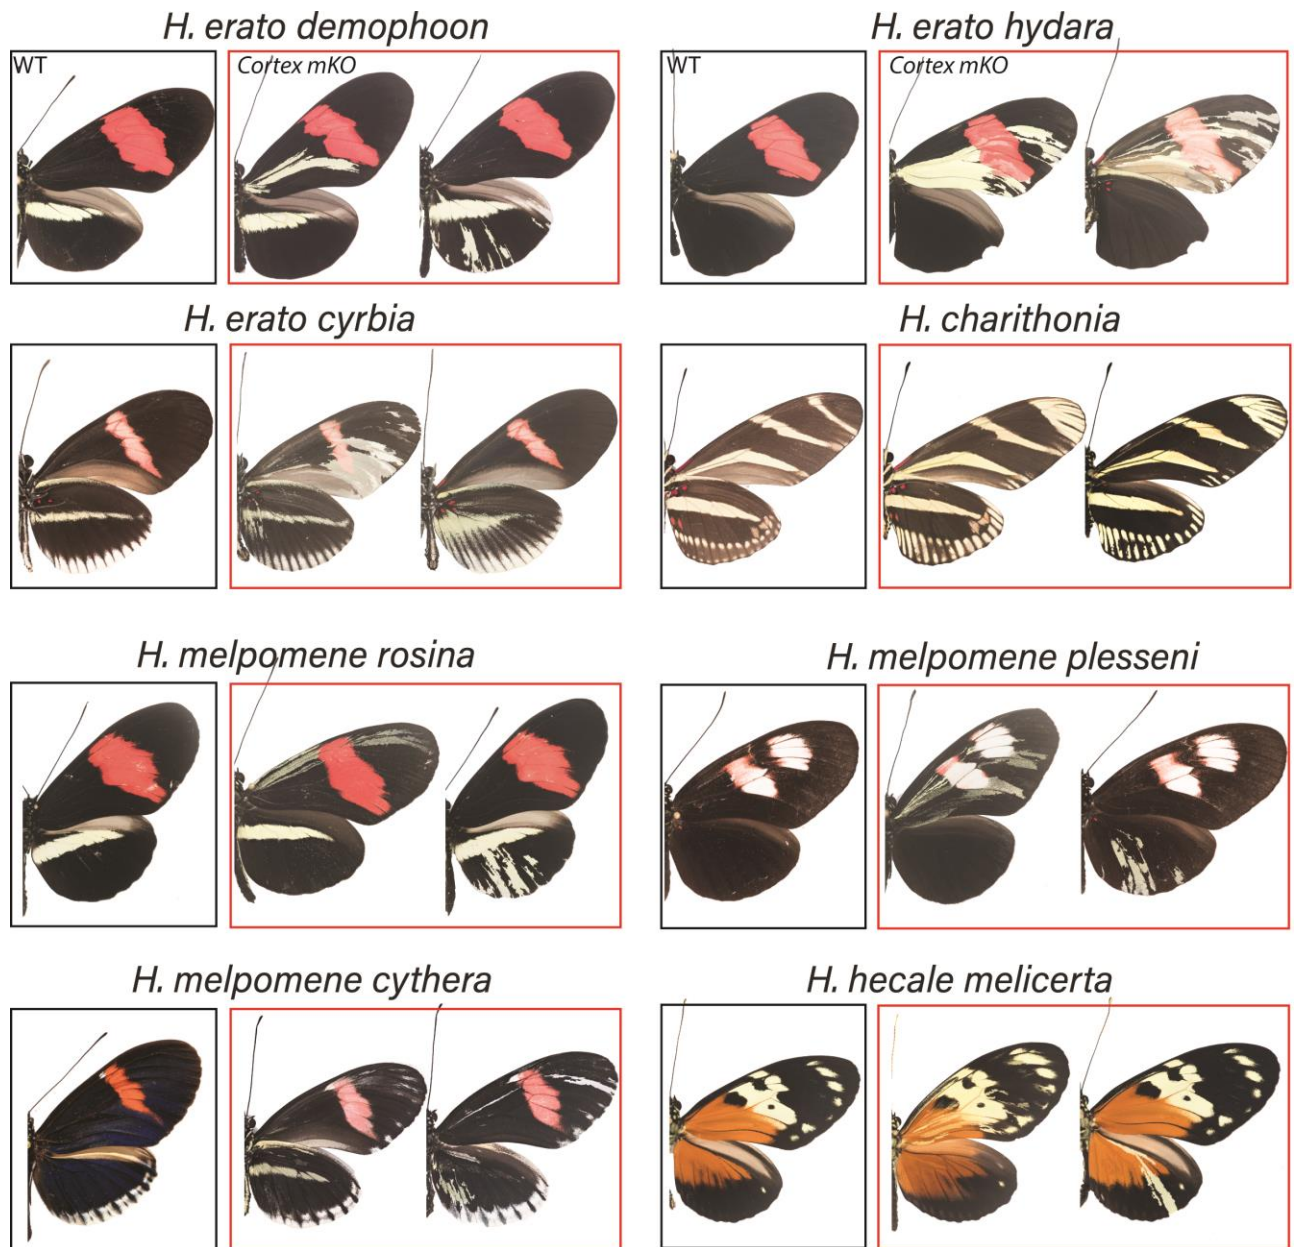 H. erato demophoon
H. erato hydara
WT
Cortex mKO
WT
Cortex mKO
H. erato cyrbia
H. charithonia
H. melpomene rosina
H. melpomene plesseni
H. melpomene cythera
H. hecale melicerta